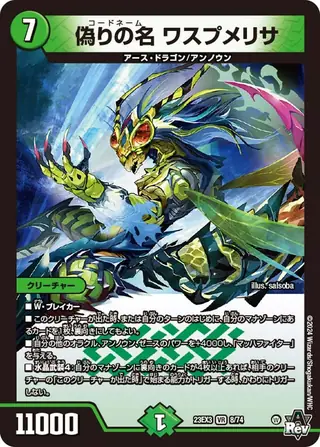 7
コードネーム
偽りの名 ワスプメリサ
アース・ドラゴン/アンノウン
illus. salsoba
クリーチャー
■W・ブレイカー
■このクリーチャーが出た時、または自分のターンのはじめに、自分のマナゾーンに
あるカードを1枚、裏向きにしてもよい。
■自分の他のオラクル、アンノウン、ゼニスのパワーを+4000し、「マッハファイター」
を与える。
■水晶武装4:自分のマナゾーンに裏向きのカードが4枚以上あれば、相手のクリー
チャーの「このクリーチャーが出た時」で始まる能力がトリガーする時、かわりにトリガー
しない。
©2024 Wizards/Shogakukan/WHC
11000
1
23EX3 VR 8/74
Rev